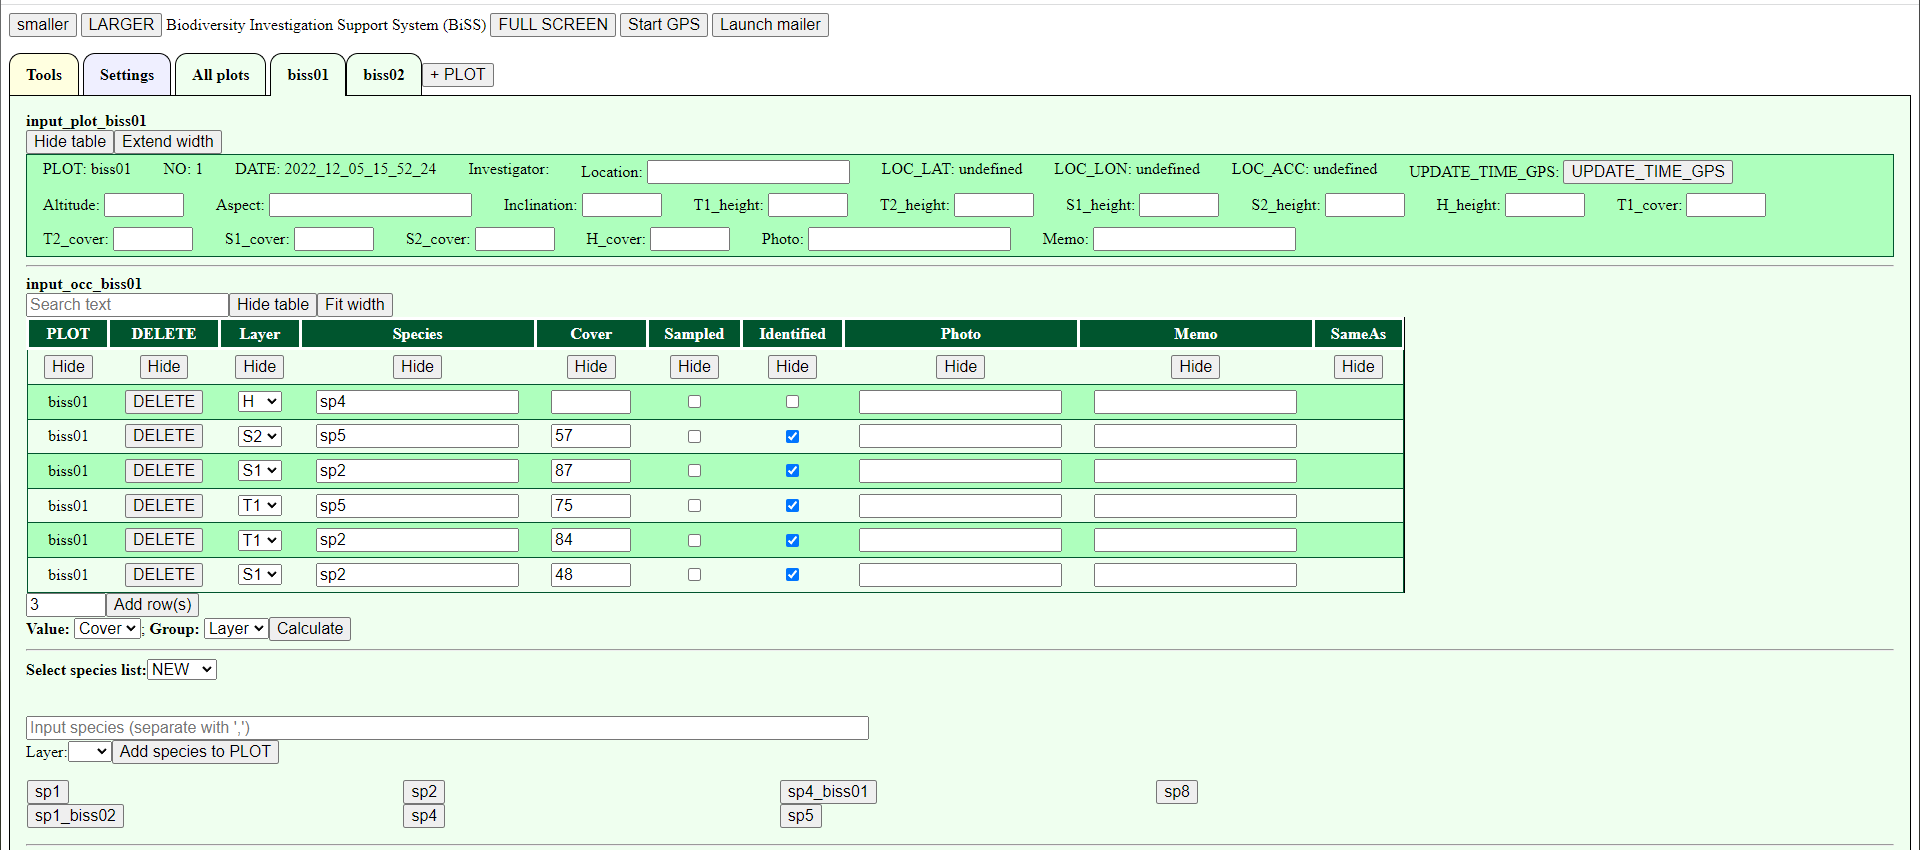 smaller LARGER Biodiversity Investigation Support System (BiSS) FULL SCREEN Start GPS Launch mailer
Tools Settings All plots biss01 biss02 + PLOT
input_plot_biss01
Hide table Extend width
PLOT: biss01 NO: 1 DATE: 2022_12_05_15_52_24 Investigator: Location: LOC_LAT: undefined LOC_LON: undefined LOC_ACC: undefined UPDATE_TIME_GPS: UPDATE_TIME_GPS
Altitude: Aspect: Inclination: T1_height: T2_height: S1_height: S2_height: H_height: T1_cover:
T2_cover: S1_cover: S2_cover: H_cover: Photo: Memo:
input_occ_biss01
Search text Hide table Fit width
PLOT DELETE Layer Species Cover Sampled Identified Photo Memo SameAs
Hide Hide Hide Hide Hide Hide Hide Hide Hide Hide
biss01 DELETE H sp4
biss01 DELETE S2 sp5 57
biss01 DELETE S1 sp2 87
biss01 DELETE T1 sp5 75
biss01 DELETE T1 sp2 84
biss01 DELETE S1 sp2 48
3 Add row(s)
Value: Cover ; Group: Layer Calculate
Select species list: NEW
Input species (separate with ',')
Layer: Add species to PLOT
sp1 sp2 sp4_biss01 sp8
sp1_biss02 sp4 sp5